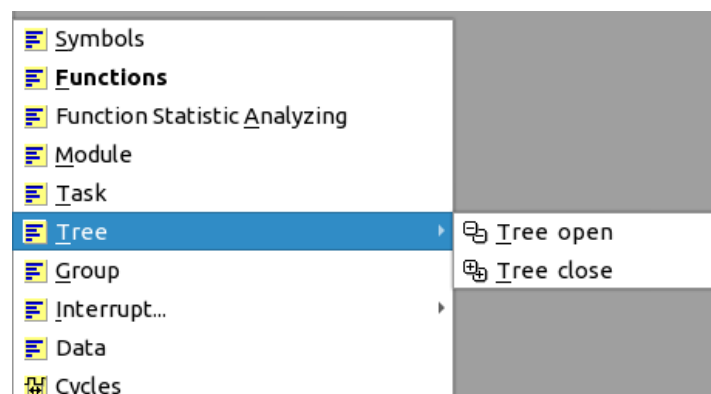 Symbols
Functions
Function Statistic Analyzing
Module
Task
Tree
Tree open
Group
Tree close
Interrupt...
Data
Cycles